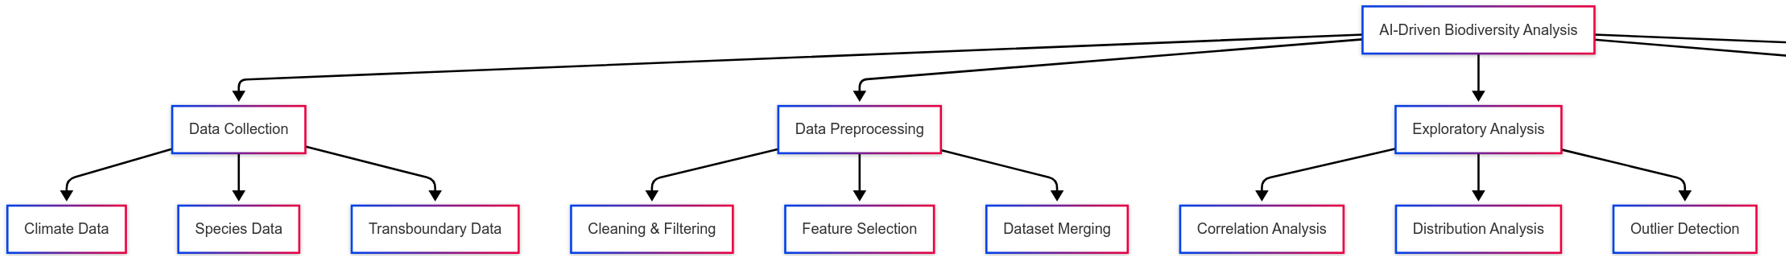 AI-Driven Biodiversity Analysis
Data Collection
Data Preprocessing
Exploratory Analysis
Climate Data
Species Data
Transboundary Data
Cleaning & Filtering
Feature Selection
Dataset Merging
Correlation Analysis
Distribution Analysis
Outlier Detection